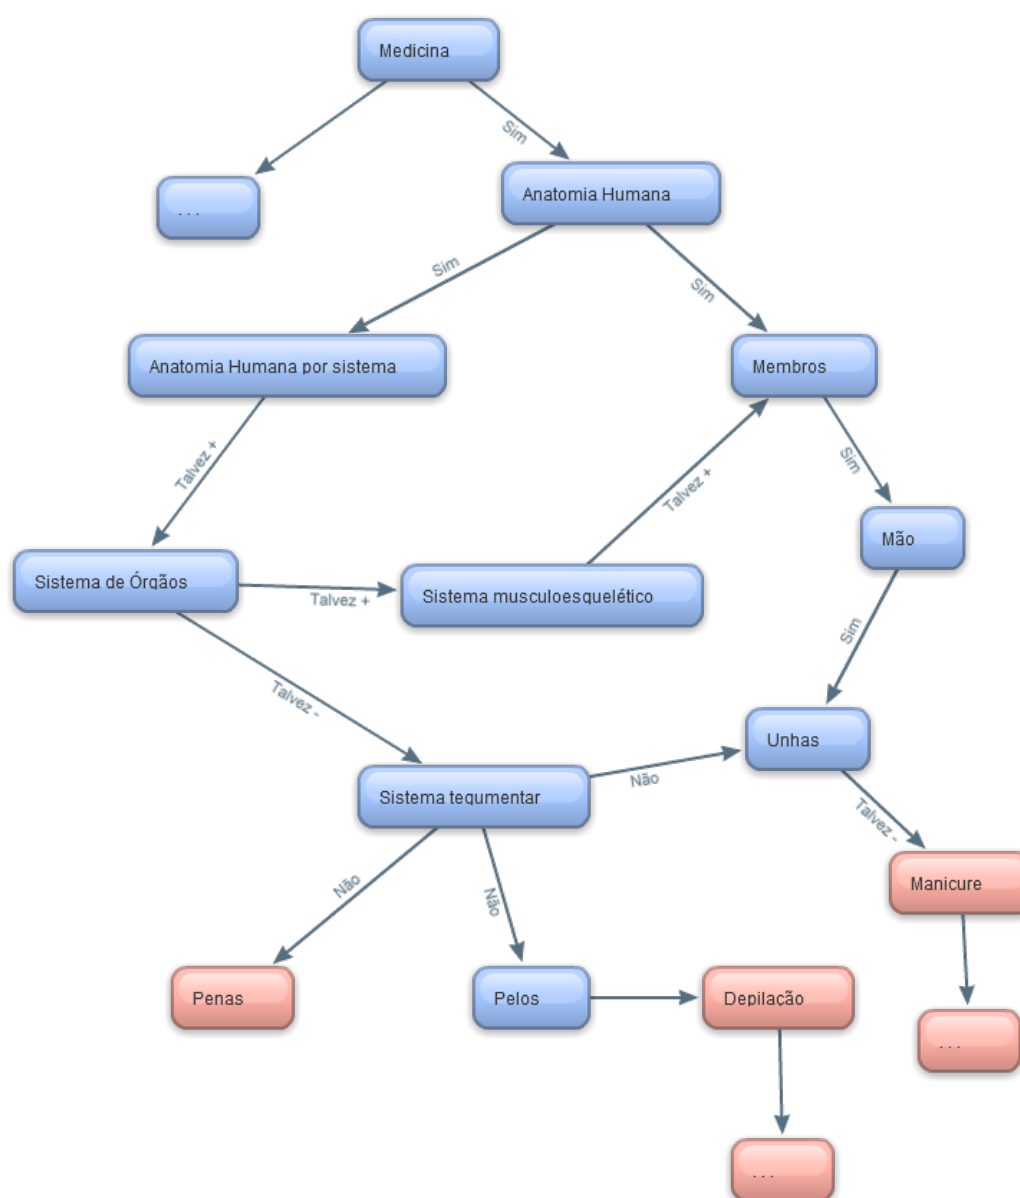 Medicina
Sim
. . .
Anatomia Humana
Sim
Sim
Anatomia Humana por sistema
Membros
Talvez +
Sim
Talvez +
Mão
Sistema de Órgãos
Talvez +
Sistema musculoesquelético
Sim
Talvez -
Unhas
Não
Sistema tegumentar
Talvez -
Manicure
Não
Não
Penas
Pelos
Depilação
. . .
. . .